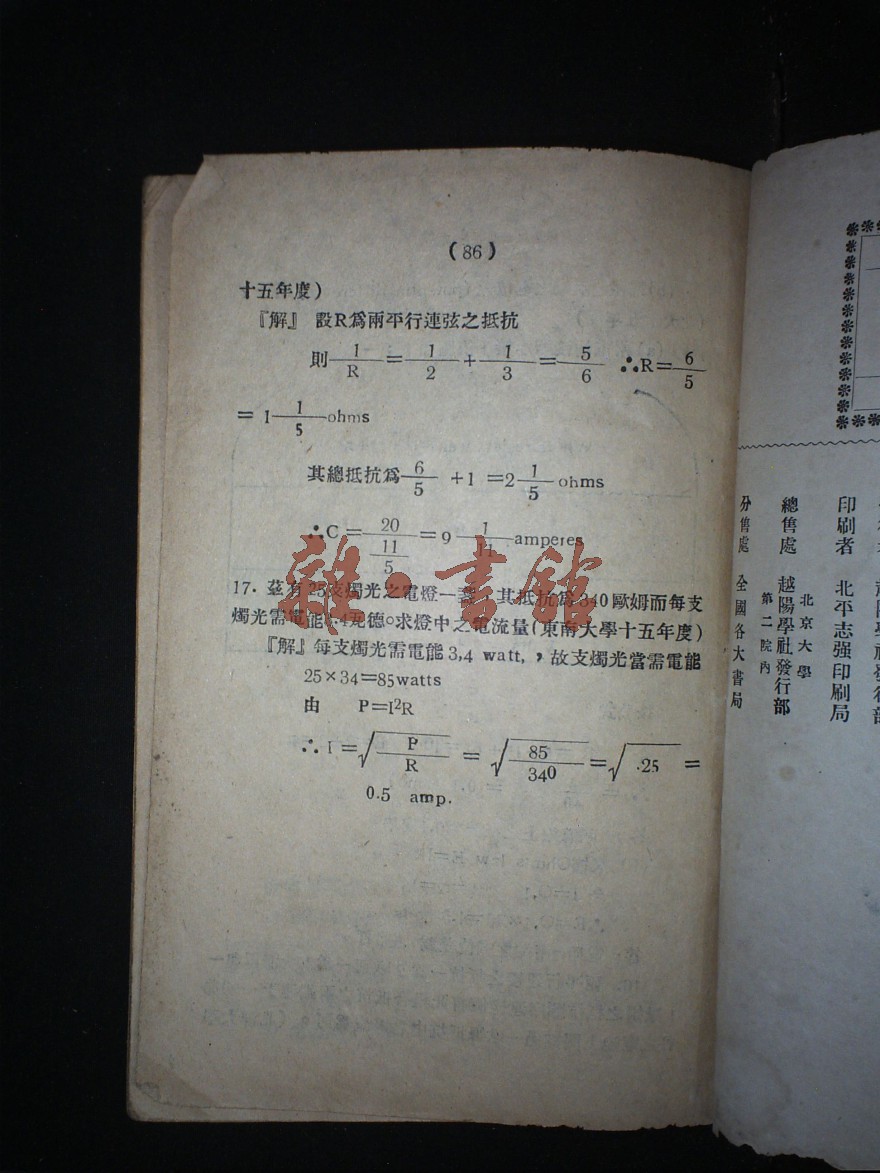 (86)
十五年度)
『解』 設R爲兩平行連弦之抵抗
則 1/R = 1/2 + 1/3 = 5/6 ∴R= 6/5
= 1 1/5 ohms
其總抵抗爲 6/5 +1 =2 1/5 ohms
∴C = 20/(11/5) = 9 1/11 amperes
17. 茲有25支燭光之電燈一盞 其抵抗爲340歐姆而每支
燭光需電能3.4瓦德。求燈中之電流量(東南大學十五年度)
『解』每支燭光需電能3,4 watt,,故支燭光當需電能
25×34=85watts
由 P=I²R
∴ I=√(P/R) = √(85/340) =√.25 =
0.5 amp.
雜·書館
分售處 全國各大書局
總售處 越陽學社發行部
北京大學
第二院內
印刷者 北平志强印刷局